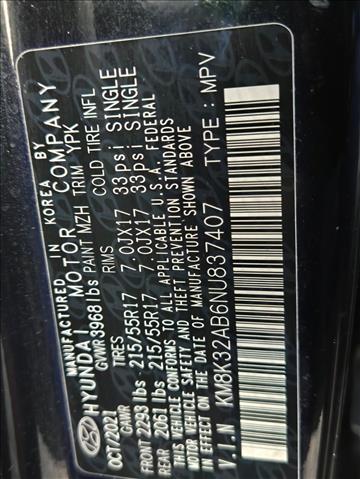 MANUFACTURED IN KOREA BY
HYUNDAI MOTOR COMPANY
GVWR 3968lbs PAINT MZH TRIM YPK
OCT/2021 TIRES RIMS COLD TIRE INFL
GAWR
FRONT 2293 lbs 215/55R17 7.0JX17 33psi SINGLE
REAR 2061 lbs 215/55R17 7.0JX17 33psi SINGLE
THIS VEHICLE CONFORMS TO ALL APPLICABLE U.S.A. FEDERAL
MOTOR VEHICLE SAFETY AND THEFT PREVENTION STANDARDS
IN EFFECT ON THE DATE OF MANUFACTURE SHOWN ABOVE
V.I.N KM8K32AB6NU837407 TYPE : MPV